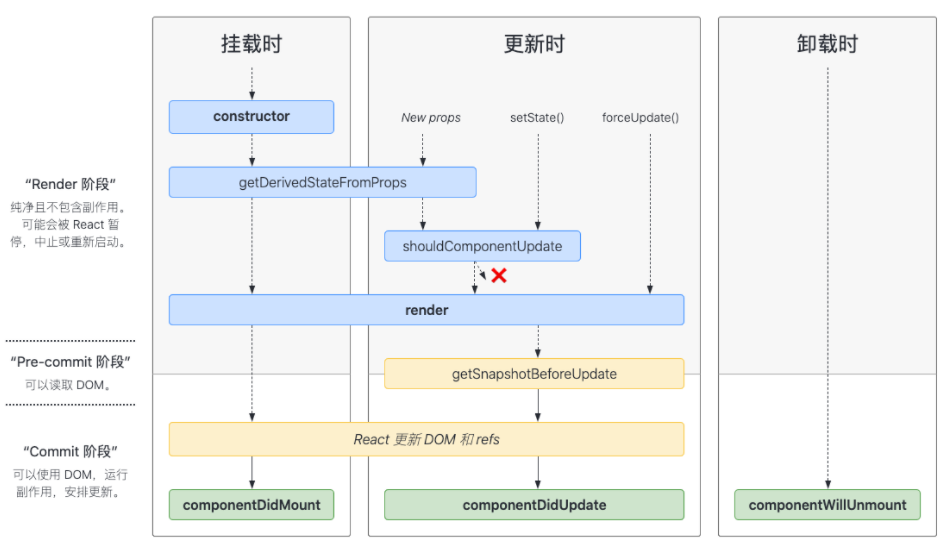 挂载时
更新时
卸载时
constructor
New props
setState()
forceUpdate()
“Render 阶段”
纯净且不包含副作用。
可能会被 React 暂
停，中止或重新启动。
getDerivedStateFromProps
shouldComponentUpdate
render
“Pre-commit 阶段”
可以读取 DOM。
getSnapshotBeforeUpdate
“Commit 阶段”
可以使用 DOM，运行
副作用，安排更新。
React 更新 DOM 和 refs
componentDidMount
componentDidUpdate
componentWillUnmount